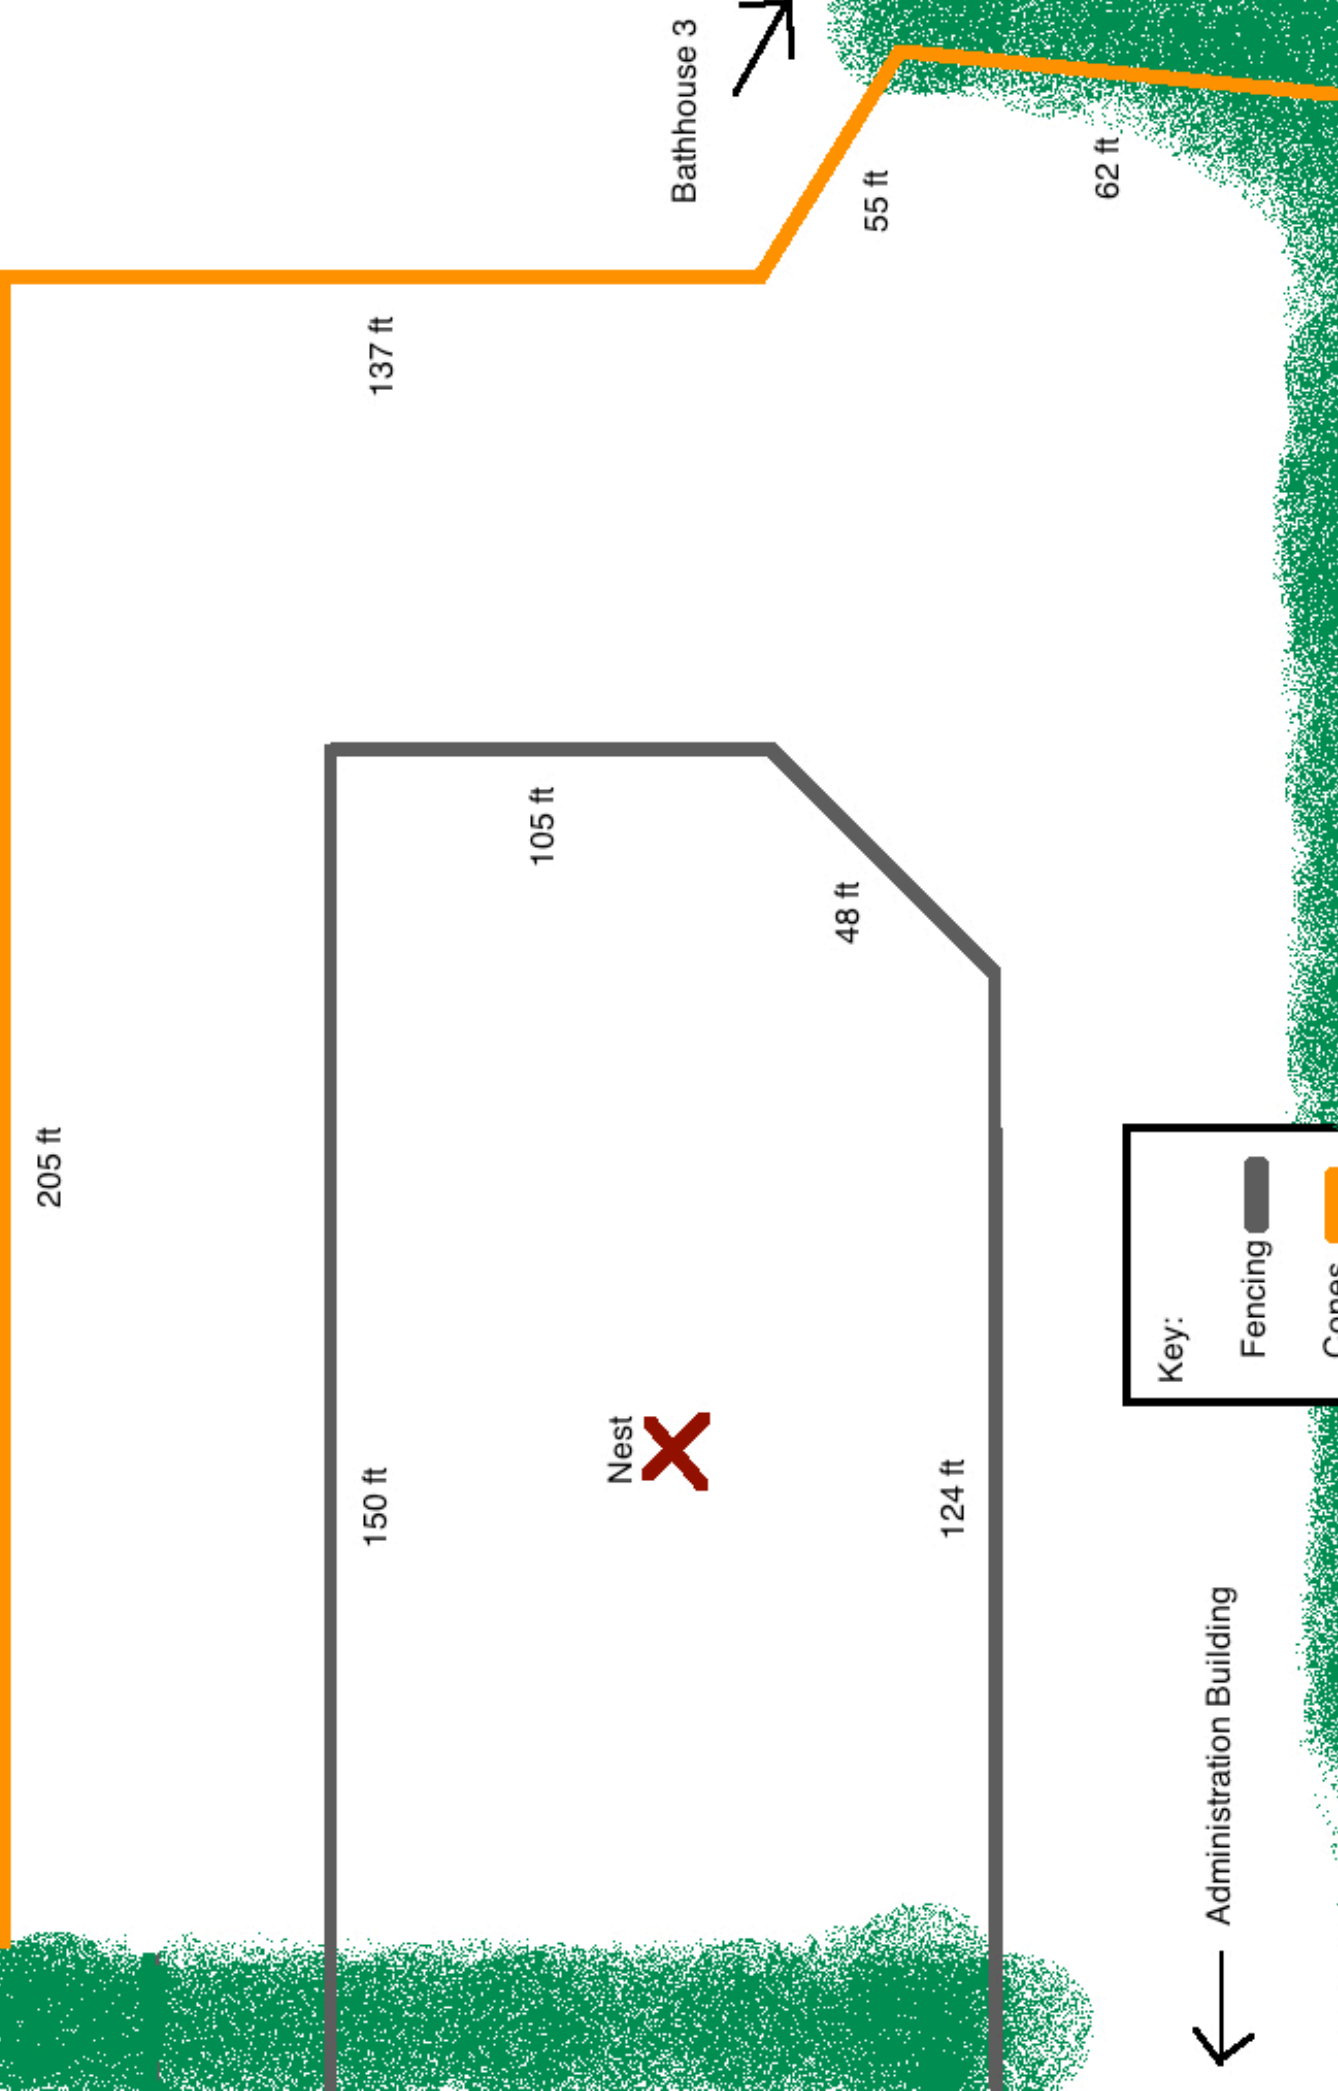 205 ft
150 ft
137 ft
105 ft
Nest
Bathhouse 3
48 ft
55 ft
124 ft
62 ft
Key:
Administration Building
Fencing
Cones